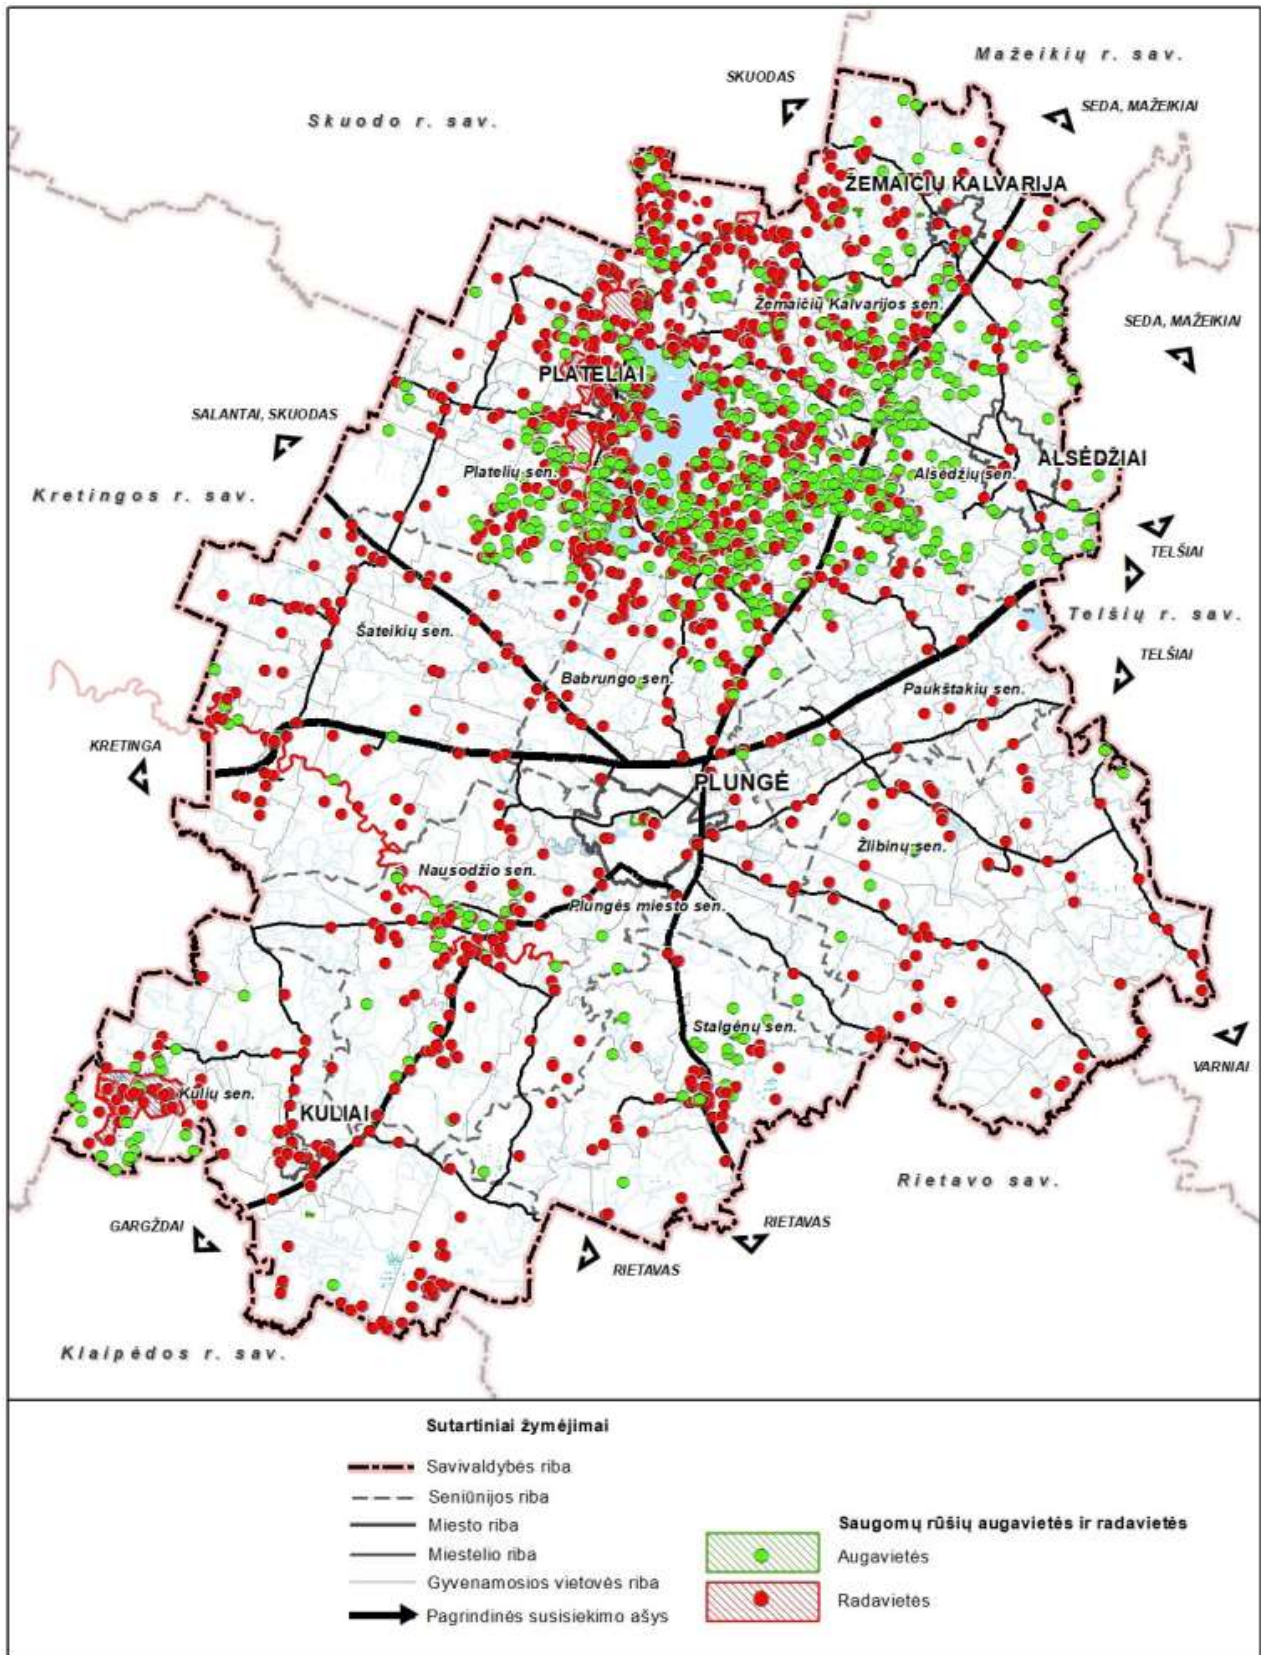 Mažeikių r. sav.
SKUODAS
SEDA, MAŽEIKIAI
Skuodo r. sav.
ŽEMAIČIŲ KALVARIJA
Žemaičių Kalvarijos sen.
SEDA, MAŽEIKIAI
PLATELIAI
SALANTAI, SKUODAS
ALSĖDŽIAI
Platelių sen.
Alsėdžių sen.
Kretingos r. sav.
TELŠIAI
Telšių r. sav.
Šateikių sen.
TELŠIAI
Babrungo sen.
Paukštakių sen.
KRETINGA
PLUNGĖ
Žlibinų sen.
Nausodžio sen.
Plungės miesto sen.
Stalgėnų sen.
VARNIAI
Kulių sen.
KULIAI
Rietavo sav.
GARGŽDAI
RIETAVAS
RIETAVAS
Klaipėdos r. sav.
Sutartiniai žymėjimai
Savivaldybės riba
Seniūnijos riba
Miesto riba
Miestelio riba
Gyvenamosios vietovės riba
Pagrindinės susisiekimo ašys
Saugomų rūšių augavietės ir radavietės
Augavietės
Radavietės